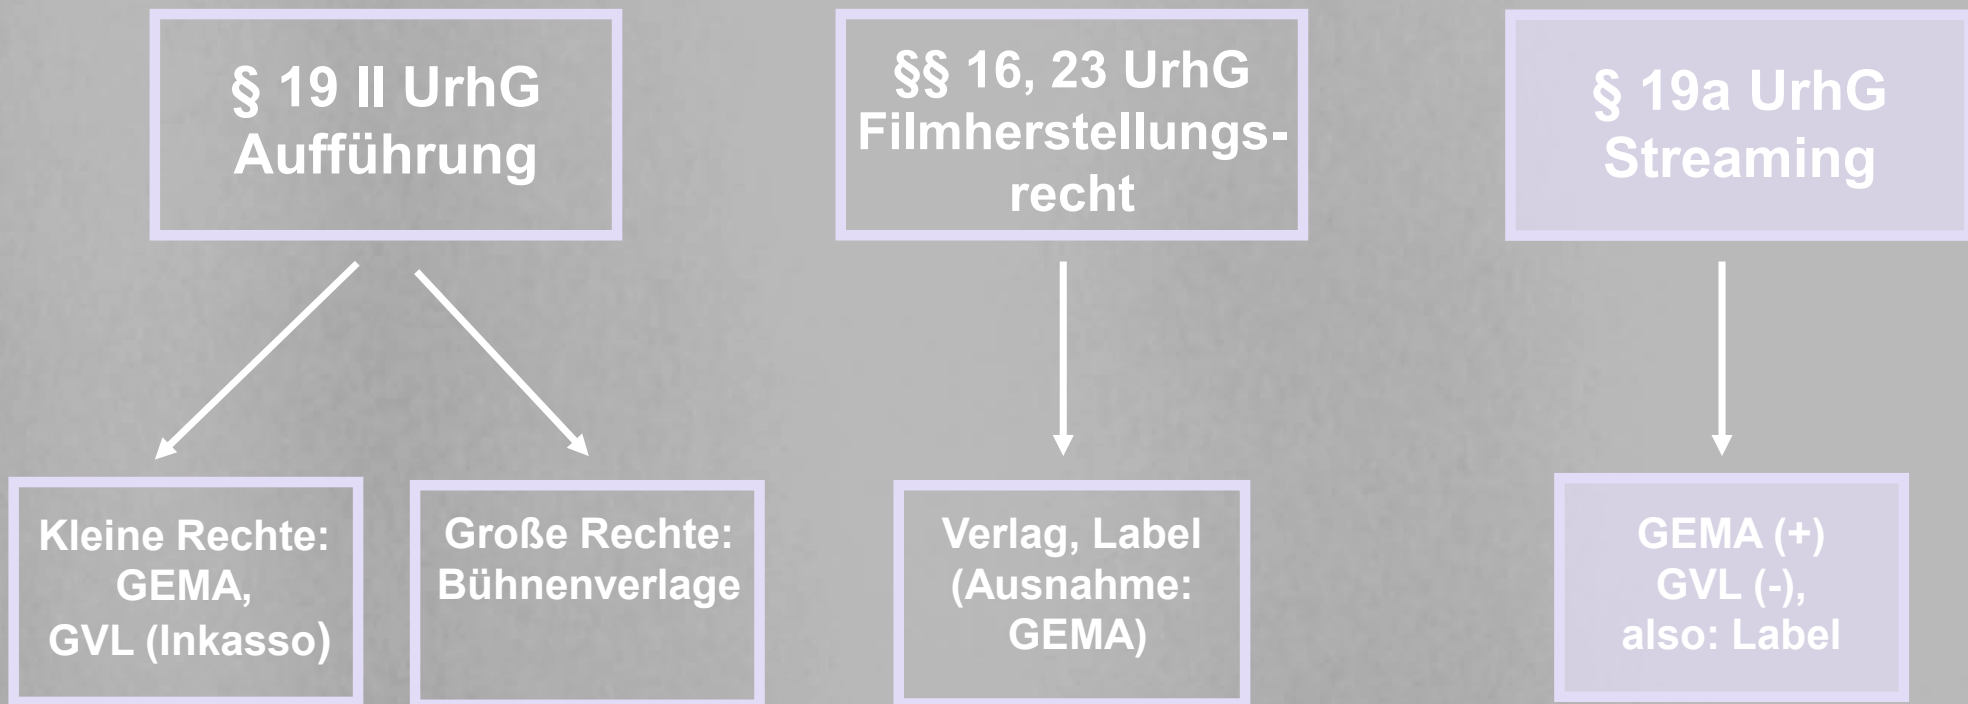 § 19 II UrhG
Aufführung
§§ 16, 23 UrhG
Filmherstellungs-
recht
§ 19a UrhG
Streaming
Kleine Rechte:
GEMA,
GVL (Inkasso)
Große Rechte:
Bühnenverlage
Verlag, Label
(Ausnahme:
GEMA)
GEMA (+)
GVL (-),
also: Label